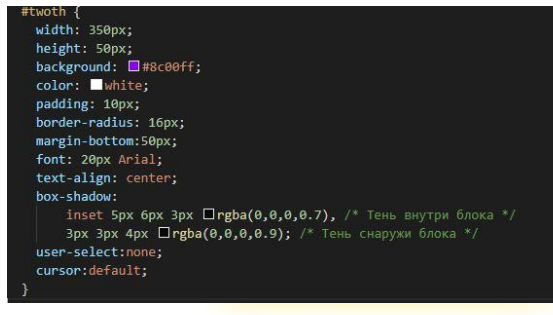 #twoth {
width: 350px;
height: 50px;
background: #8c00ff;
color: white;
padding: 10px;
border-radius: 16px;
margin-bottom:50px;
font: 20px Arial;
text-align: center;
box-shadow:
inset 5px 6px 3px rgba(0,0,0,0.7), /* Тень внутри блока */
3px 3px 4px rgba(0,0,0,0.9); /* Тень снаружи блока */
user-select:none;
cursor:default;
}